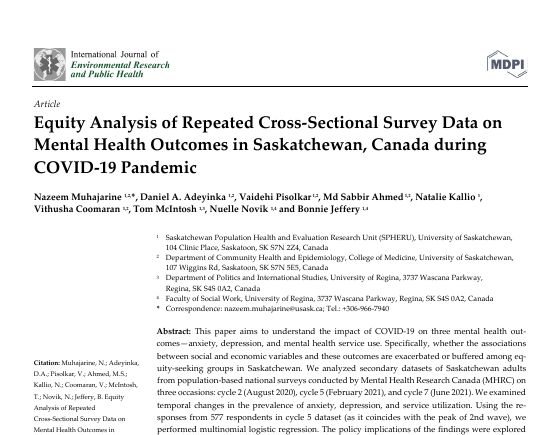 International Journal of
Environmental Research
and Public Health
MDPI
Article
Equity Analysis of Repeated Cross-Sectional Survey Data on
Mental Health Outcomes in Saskatchewan, Canada during
COVID-19 Pandemic
Nazeem Muhajarine 1,2,*, Daniel A. Adeyinka 1,2, Vaidehi Pisolkar 1,2, Md Sabbir Ahmed 1,2, Natalie Kallio 1,
Vithusha Coomaran 1,2, Tom McIntosh 1,3, Nuelle Novik 1,4 and Bonnie Jeffery 1,4
1 Saskatchewan Population Health and Evaluation Research Unit (SPHERU), University of Saskatchewan,
104 Clinic Place, Saskatoon, SK S7N 2Z4, Canada
2 Department of Community Health and Epidemiology, College of Medicine, University of Saskatchewan,
107 Wiggins Rd, Saskatoon, SK S7N 5E5, Canada
3 Department of Politics and International Studies, University of Regina, 3737 Wascana Parkway,
Regina, SK S4S 0A2, Canada
4 Faculty of Social Work, University of Regina, 3737 Wascana Parkway, Regina, SK S4S 0A2, Canada
* Correspondence: nazeem.muhajarine@usask.ca; Tel.: +306-966-7940
Abstract: This paper aims to understand the impact of COVID-19 on three mental health out-
comes—anxiety, depression, and mental health service use. Specifically, whether the associations
between social and economic variables and these outcomes are exacerbated or buffered among eq-
uity-seeking groups in Saskatchewan. We analyzed secondary datasets of Saskatchewan adults
from population-based national surveys conducted by Mental Health Research Canada (MHRC) on
three occasions: cycle 2 (August 2020), cycle 5 (February 2021), and cycle 7 (June 2021). We examined
temporal changes in the prevalence of anxiety, depression, and service utilization. Using the re-
sponses from 577 respondents in cycle 5 dataset (as it coincides with the peak of 2nd wave), we
performed multinomial logistic regression. The policy implications of the findings were explored
Citation: Muhajarine, N.; Adeyinka,
D.A.; Pisolkar, V.; Ahmed, M.S.;
Kallio, N.; Coomaran, V.; McIntosh,
T.; Novik, N.; Jeffery, B. Equity
Analysis of Repeated
Cross-Sectional Survey Data on
Mental Health Outcomes in